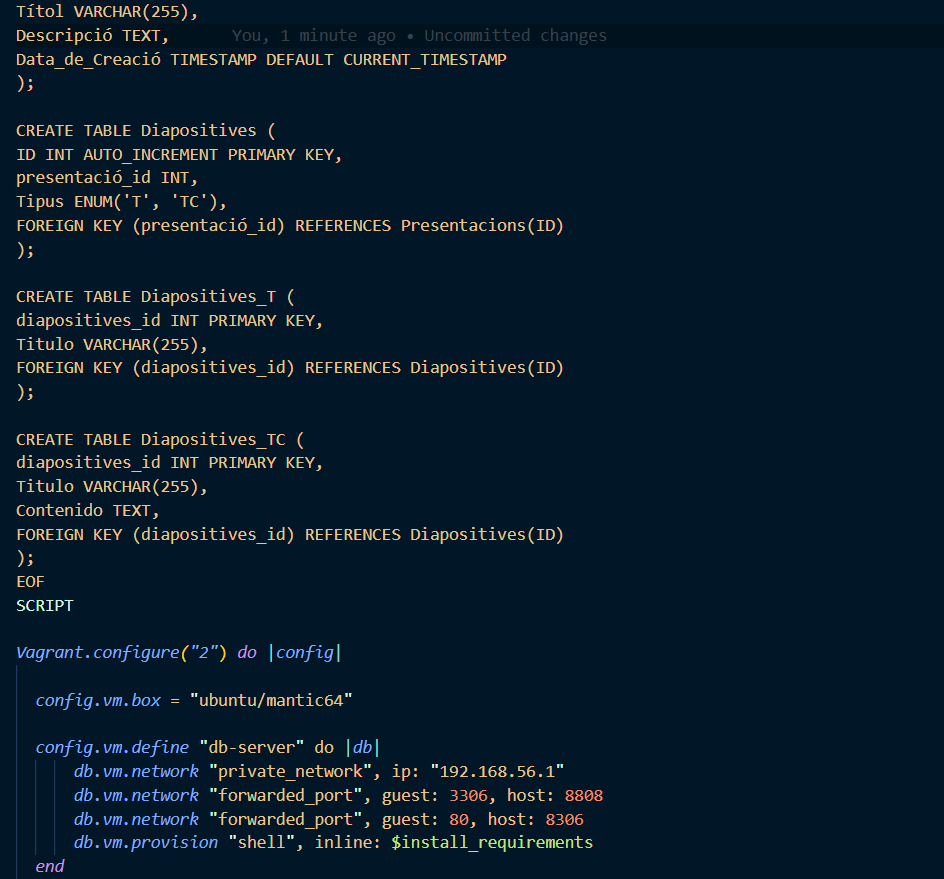 Títol VARCHAR(255),
Descripció TEXT, You, 1 minute ago • Uncommitted changes
Data_de_Creació TIMESTAMP DEFAULT CURRENT_TIMESTAMP
);
CREATE TABLE Diapositives (
ID INT AUTO_INCREMENT PRIMARY KEY,
presentació_id INT,
Tipus ENUM('T', 'TC'),
FOREIGN KEY (presentació_id) REFERENCES Presentacions(ID)
);
CREATE TABLE Diapositives_T (
diapositives_id INT PRIMARY KEY,
Titulo VARCHAR(255),
FOREIGN KEY (diapositives_id) REFERENCES Diapositives(ID)
);
CREATE TABLE Diapositives_TC (
diapositives_id INT PRIMARY KEY,
Titulo VARCHAR(255),
Contenido TEXT,
FOREIGN KEY (diapositives_id) REFERENCES Diapositives(ID)
);
EOF
SCRIPT
Vagrant.configure("2") do |config|
config.vm.box = "ubuntu/mantic64"
config.vm.define "db-server" do |db|
db.vm.network "private_network", ip: "192.168.56.1"
db.vm.network "forwarded_port", guest: 3306, host: 8808
db.vm.network "forwarded_port", guest: 80, host: 8306
db.vm.provision "shell", inline: $install_requirements
end